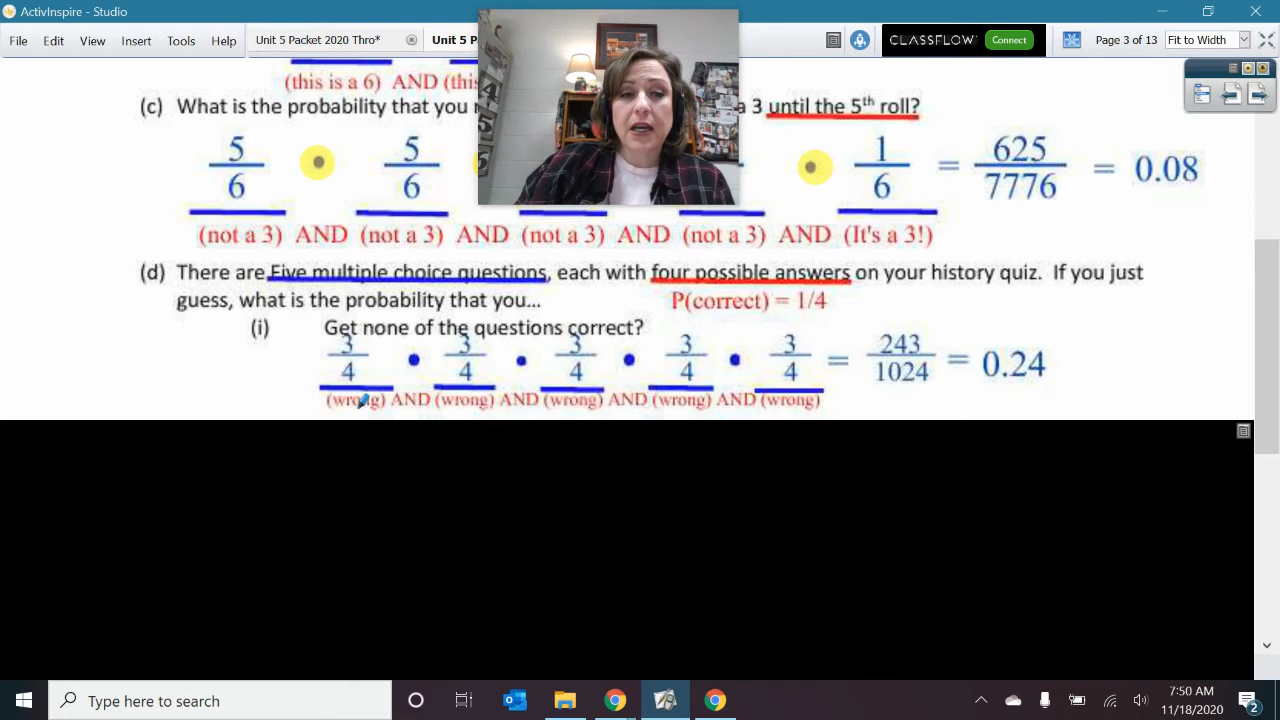 ActivInspire - Studio
File Edit View Insert Tools Help
Unit 5 Packet 2020 Thro*
Unit 5 P
CLASSFLOW Connect
Page 3 of 13 Fit to Width
(this is a 6) AND (this
(c) What is the probability that you a 3 until the 5th roll?
5/6 • 5/6 • 1/6 = 625/7776 = 0.08
(not a 3) AND (not a 3) AND (not a 3) AND (not a 3) AND (It's a 3!)
(d) There are Five multiple choice questions, each with four possible answers on your history quiz. If you just
guess, what is the probability that you... P(correct) = 1/4
(i) Get none of the questions correct?
3/4 • 3/4 • 3/4 • 3/4 • 3/4 = 243/1024 = 0.24
(wrong) AND (wrong) AND (wrong) AND (wrong) AND (wrong)
Type here to search
7:50 AM
11/18/2020
2